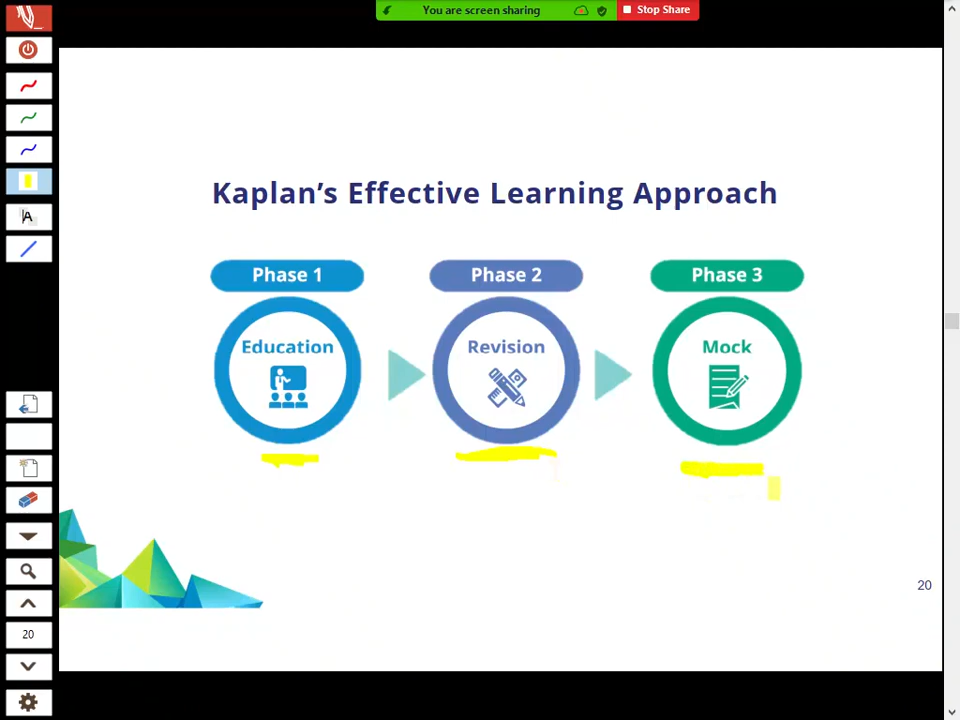 You are screen sharing
Stop Share
A
Kaplan's Effective Learning Approach
Phase 1
Phase 2
Phase 3
Education
Revision
Mock
20
20